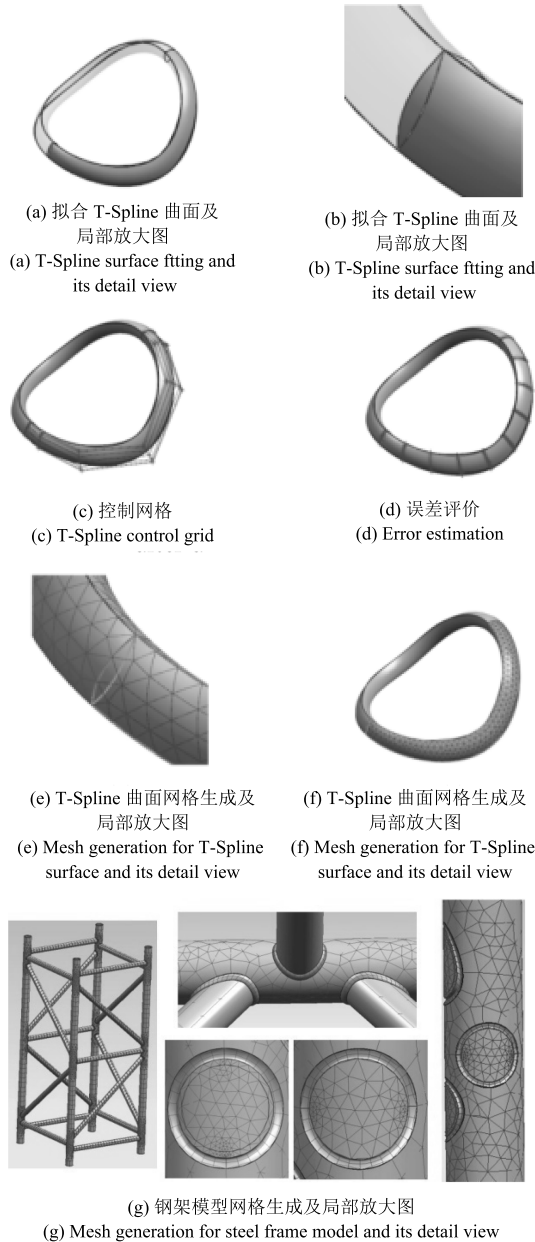 (a) 拟合 T-Spline 曲面及
局部放大图
(a) T-Spline surface ftting and
its detail view
(b) 拟合 T-Spline 曲面及
局部放大图
(b) T-Spline surface ftting and
its detail view
(c) 控制网格
(c) T-Spline control grid
(d) 误差评价
(d) Error estimation
(e) T-Spline 曲面网格生成及
局部放大图
(e) Mesh generation for T-Spline
surface and its detail view
(f) T-Spline 曲面网格生成及
局部放大图
(f) Mesh generation for T-Spline
surface and its detail view
(g) 钢架模型网格生成及局部放大图
(g) Mesh generation for steel frame model and its detail view